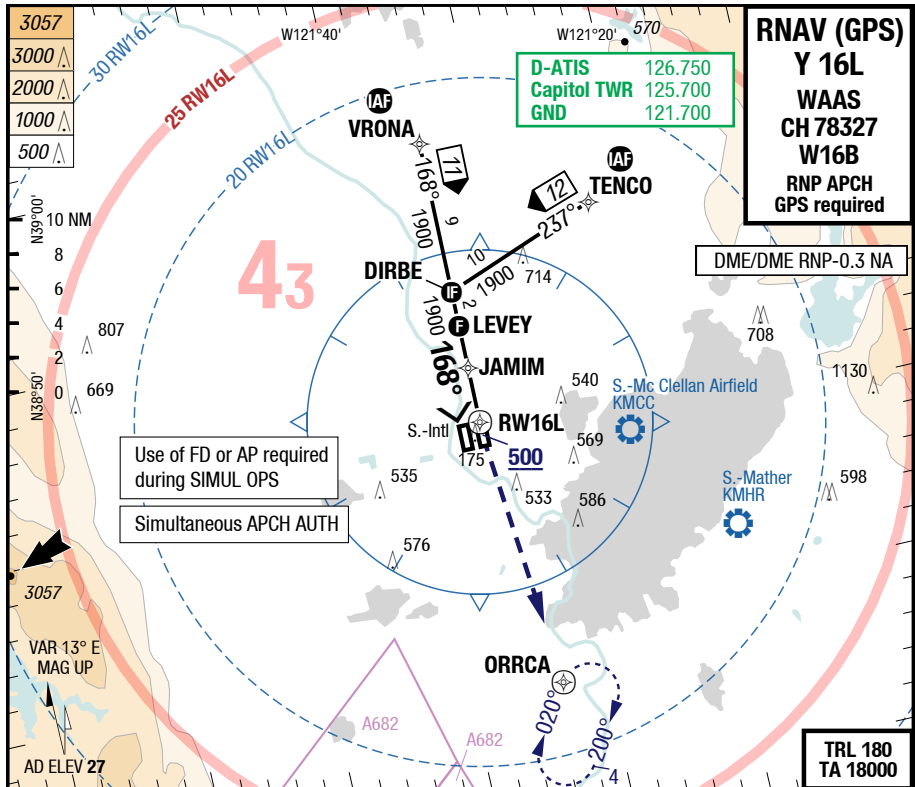 3057
3000
2000
1000
500
30 RW16L
25 RW16L
20 RW16L
W121°40'
W121°20'
570
D-ATIS 126.750
Capitol TWR 125.700
GND 121.700
RNAV (GPS)
Y 16L
WAAS
CH 78327
W16B
RNP APCH
GPS required
DME/DME RNP-0.3 NA
IAF
VRONA
168°
11
1900
9
IAF
TENCO
12
237°
10
1900
714
N39°00'
10 NM
8
6
4
2
0
N38°50'
43
DIRBE
IF
2
1900
F
LEVEY
168°
JAMIM
807
669
708
1130
540
S.-Mc Clellan Airfield
KMCC
RW16L
S.-Intl
175
500
569
Use of FD or AP required
during SIMUL OPS
Simultaneous APCH AUTH
535
533
586
S.-Mather
KMHR
598
576
3057
VAR 13° E
MAG UP
AD ELEV 27
ORRCA
020°
200°
4
A682
A682
TRL 180
TA 18000